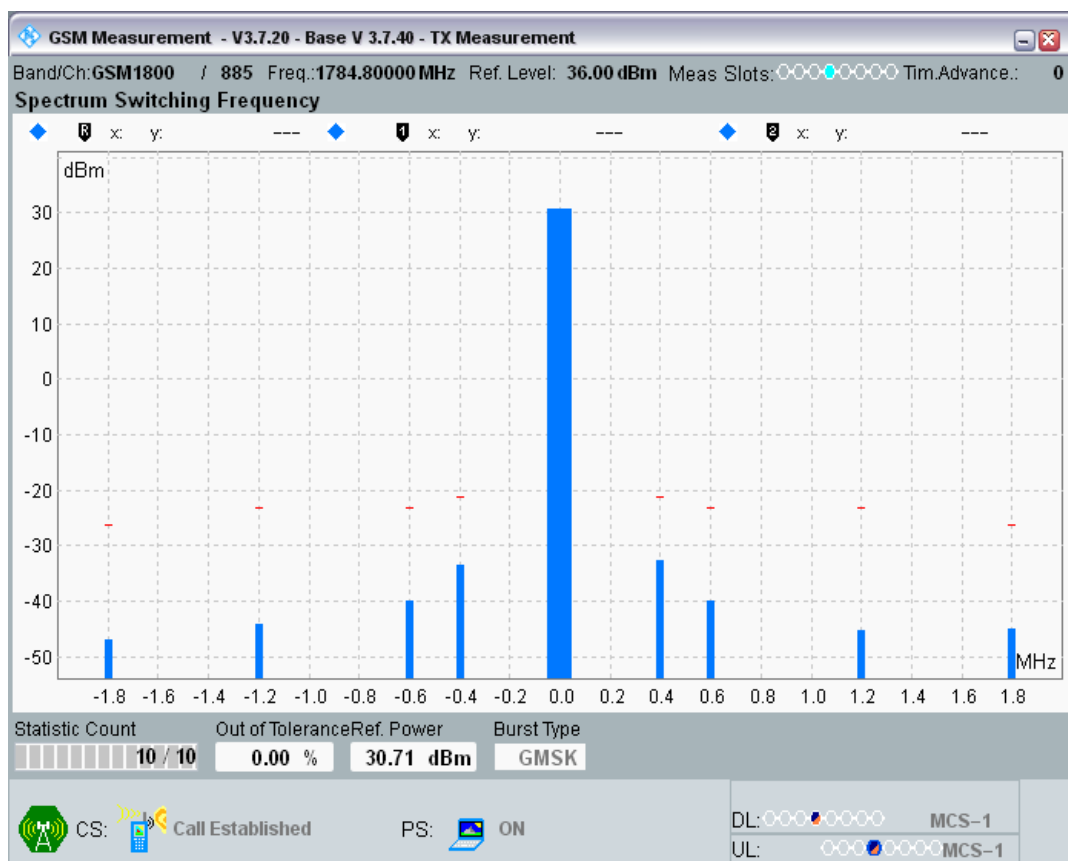 GSM Measurement - V3.7.20 - Base V 3.7.40 - TX Measurement
Band/Ch:GSM1800 / 885 Freq.:1784.80000 MHz Ref. Level: 36.00 dBm Meas Slots: Tim.Advance.: 0
Spectrum Switching Frequency
R x: y: --- 1 x: y: --- 2 x: y: ---
dBm
30
20
10
0
-10
-20
-30
-40
-50
MHz
-1.8 -1.6 -1.4 -1.2 -1.0 -0.8 -0.6 -0.4 -0.2 0.0 0.2 0.4 0.6 0.8 1.0 1.2 1.4 1.6 1.8
Statistic Count Out of Tolerance Ref. Power Burst Type
10 / 10 0.00 % 30.71 dBm GMSK
CS: Call Established PS: ON
DL: MCS-1
UL: MCS-1